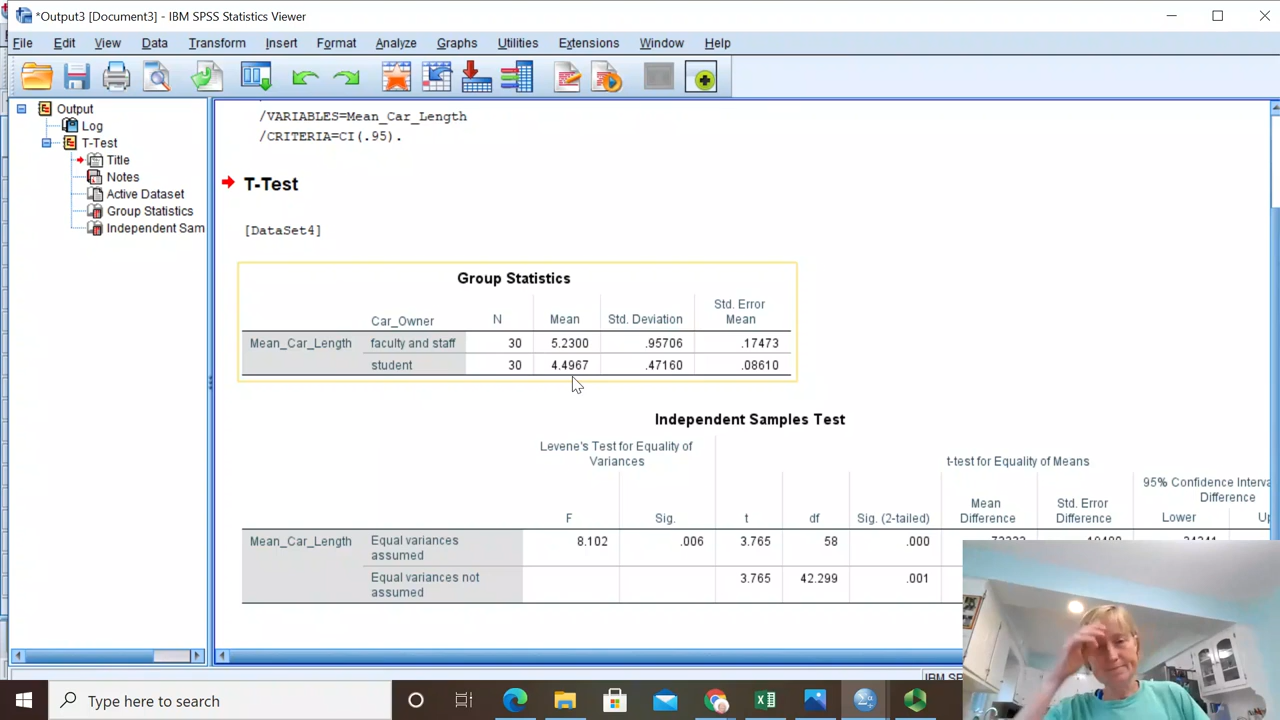 *Output3 [Document3] - IBM SPSS Statistics Viewer
File Edit View Data Transform Insert Format Analyze Graphs Utilities Extensions Window Help
Output
Log
T-Test
Title
Notes
Active Dataset
Group Statistics
Independent Sam
/VARIABLES=Mean_Car_Length
/CRITERIA=CI(.95).
T-Test
[DataSet4]
Group Statistics
Car_Owner N Mean Std. Deviation Std. Error Mean
Mean_Car_Length faculty and staff 30 5.2300 .95706 .17473
student 30 4.4967 .47160 .08610
Independent Samples Test
Levene's Test for Equality of Variances
t-test for Equality of Means
95% Confidence Interva
Difference
F Sig. t df Sig. (2-tailed) Mean Difference Std. Error Difference Lower Up
Mean_Car_Length Equal variances assumed 8.102 .006 3.765 58 .000
Equal variances not assumed 3.765 42.299 .001
Type here to search